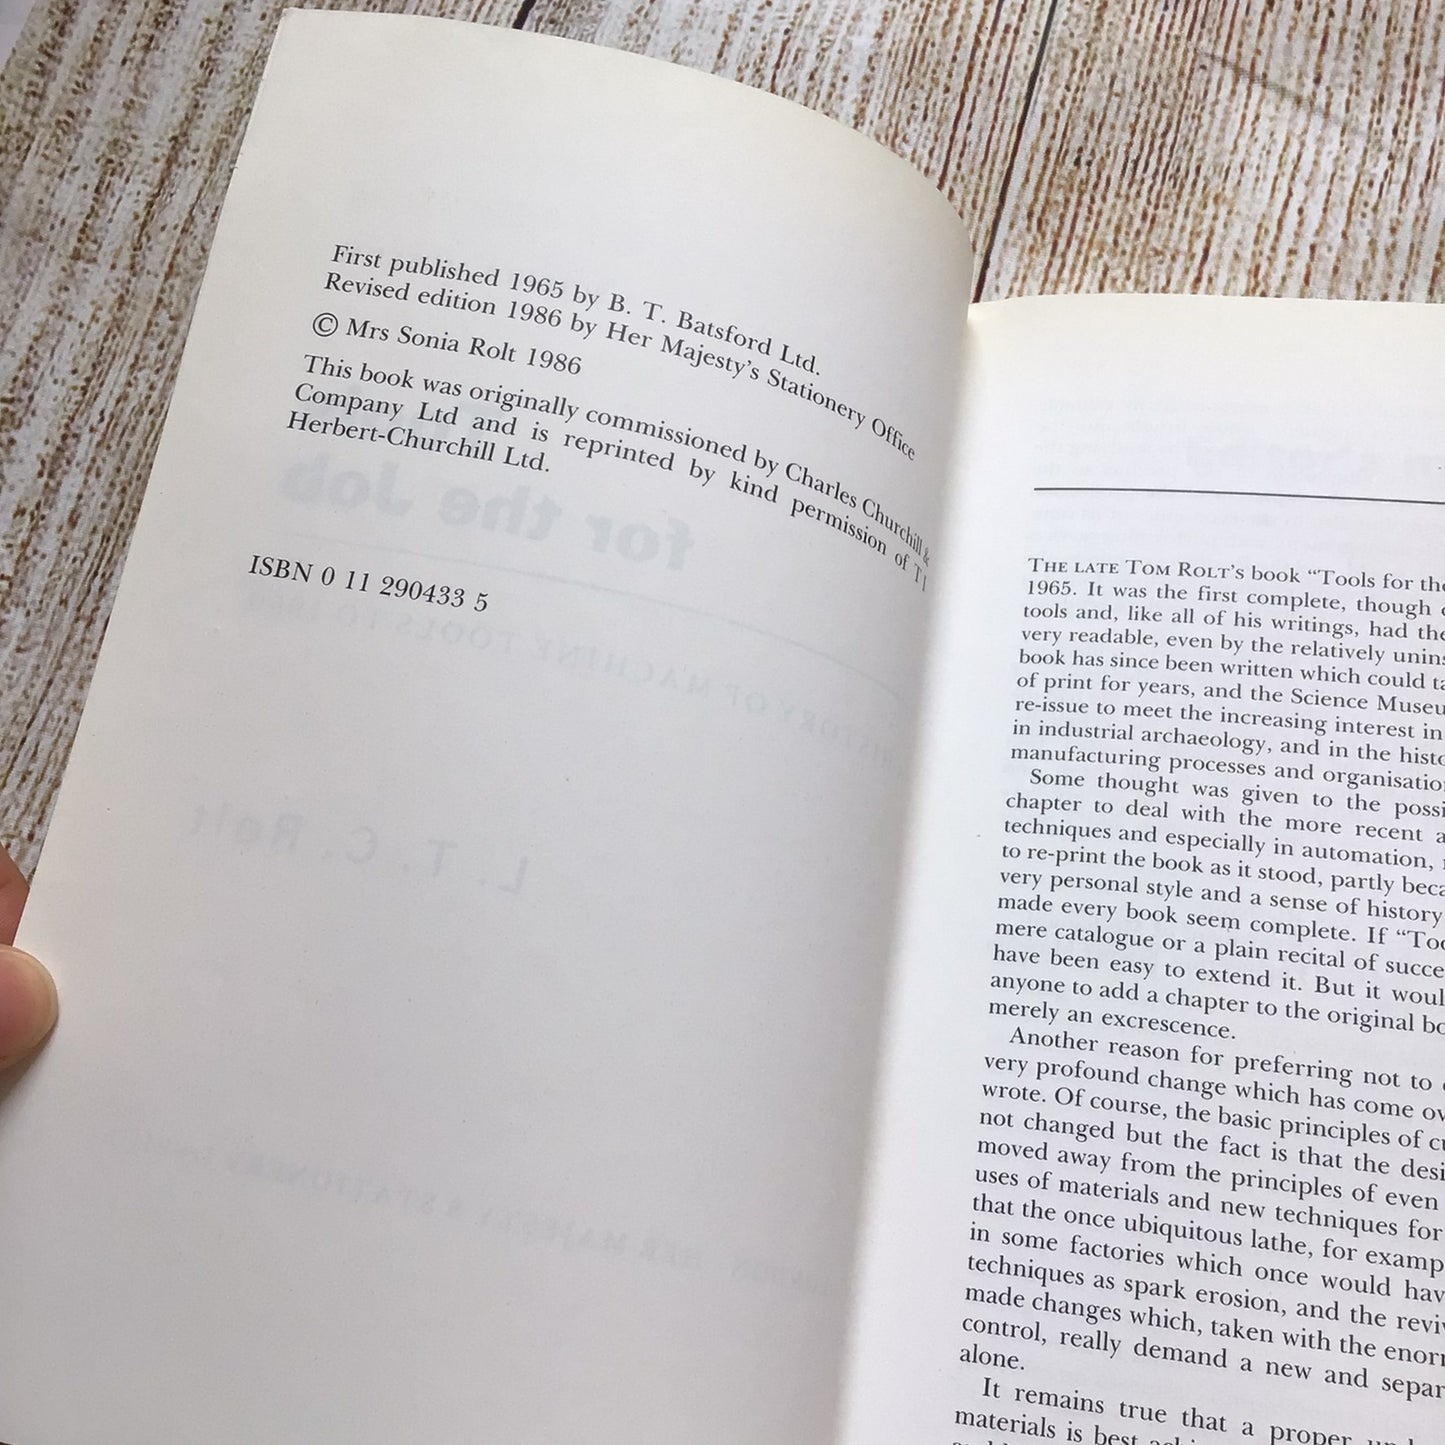 First published 1965 by B. T. Batsford Ltd.
Revised edition 1986 by Her Majesty's Stationery Office
© Mrs Sonia Rolt 1986
This book was originally commissioned by Charles Churchill &
Company Ltd and is reprinted by kind permission of TI
Herbert-Churchill Ltd.
ISBN 0 11 290433 5
for the Job
HISTORY OF MACHINE TOOLS TO
L. T. C. Rolt
HER MAJESTY'S STATIONERY
THE LATE TOM ROLT'S book "Tools for the
1965. It was the first complete, though
tools and, like all of his writings, had the
very readable, even by the relatively unins
book has since been written which could ta
of print for years, and the Science Museu
re-issue to meet the increasing interest in
in industrial archaeology, and in the histo
manufacturing processes and organisation
Some thought was given to the possi
chapter to deal with the more recent a
techniques and especially in automation,
to re-print the book as it stood, partly beca
very personal style and a sense of history
made every book seem complete. If "Too
mere catalogue or a plain recital of succe
have been easy to extend it. But it woul
anyone to add a chapter to the original bo
merely an excrescence.
Another reason for preferring not to
very profound change which has come ov
wrote. Of course, the basic principles of cu
not changed but the fact is that the desi
moved away from the principles of even
uses of materials and new techniques for
that the once ubiquitous lathe, for examp
in some factories which once would hav
techniques as spark erosion, and the reviv
made changes which, taken with the enorm
control, really demand a new and separ
alone.
It remains true that a proper
materials is best